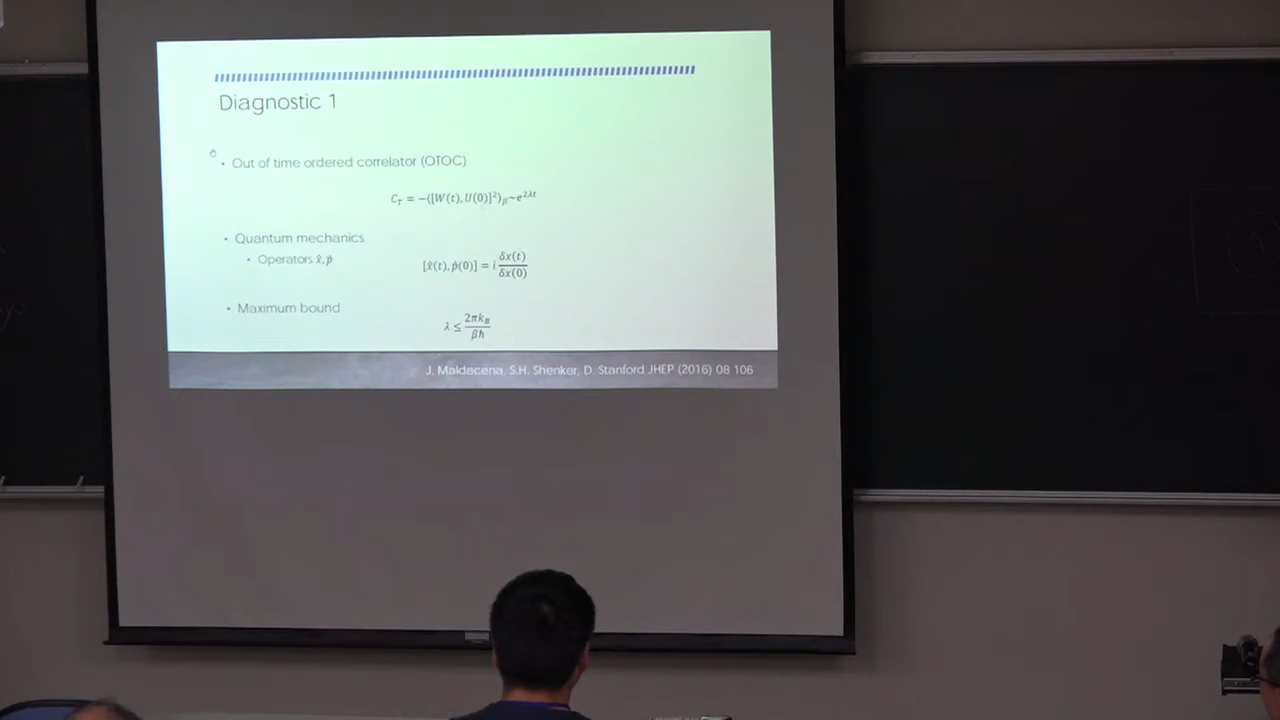 Diagnostic 1
• Out of time ordered correlator (OTOC)
C_T = −⟨[W(t), U(0)]²⟩_β ~ e^{2λt}
• Quantum mechanics
• Operators x̂, p̂
[x̂(t), p̂(0)] = i δx(t)/δx(0)
• Maximum bound
λ ≤ 2πk_B/βħ
J. Maldacena, S.H. Shenker, D. Stanford JHEP (2016) 08 106